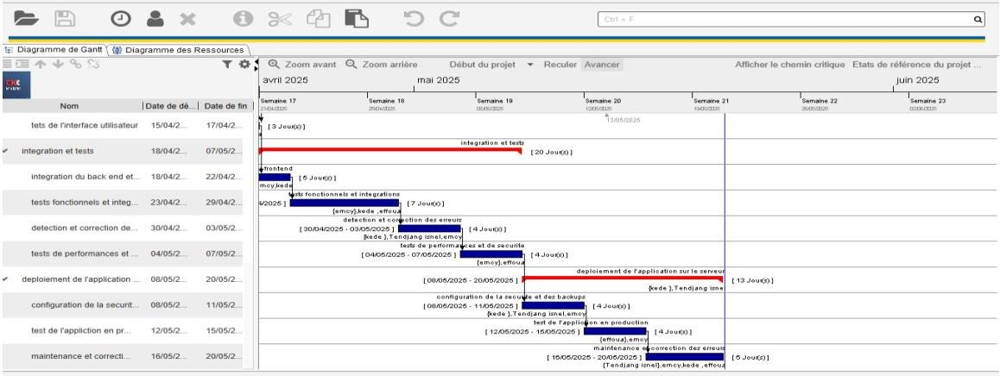 Ctrl + F
Diagramme de Gantt
Diagramme des Ressources
Zoom avant Zoom arrière Début du projet Reculer Avancer Afficher le chemin critique Etats de référence du projet ...
avril 2025 mai 2025 juin 2025
Nom Date de dé... Date de fin
Semaine 17 Semaine 18 Semaine 19 Semaine 20 Semaine 21 Semaine 22 Semaine 23
21/04/2025 28/04/2025 05/05/2025 12/05/2025 19/05/2025 26/05/2025 02/06/2025
13/05/2025
tets de l'interface utilisateur 15/04/2... 17/04/2... [ 3 Jour(s) ]
integration et tests
integration et tests 18/04/2... 07/05/2... [ 20 Jour(s) ]
frontend
integration du back end et... 18/04/2... 22/04/2... [ 5 Jour(s) ]
emcy,kede
tests fonctionnels et integrations
tests fonctionnels et integ... 23/04/2... 29/04/2... 4/2025 ] [ 7 Jour(s) ]
{emcy},kede ,effoua
detection et correction des erreurs
detection et correction de... 30/04/2... 03/05/2... [ 30/04/2025 - 03/05/2025 ] [ 4 Jour(s) ]
{kede },Tendjang isnel,emcy
tests de performances et de securite
tests de performances et ... 04/05/2... 07/05/2... [ 04/05/2025 - 07/05/2025 ] [ 4 Jour(s) ]
{emcy},effoua
deploiement de l'application sur le serveur
deploiement de l'application ... 08/05/2... 20/05/2... [ 08/05/2025 - 20/05/2025 ] [ 13 Jour(s) ]
{kede },Tendjang isne
configuration de la securite et des backups
configuration de la securit... 08/05/2... 11/05/2... [ 08/05/2025 - 11/05/2025 ] [ 4 Jour(s) ]
{kede },Tendjang isnel,emcy
test de l'appliction en production
test de l'appliction en pr... 12/05/2... 15/05/2... [ 12/05/2025 - 15/05/2025 ] [ 4 Jour(s) ]
{effoua},emcy
maintenance et correction des erreurs
maintenance et correcti... 16/05/2... 20/05/2... [ 16/05/2025 - 20/05/2025 ] [ 5 Jour(s) ]
{Tendjang isnel},emcy,kede ,effoua